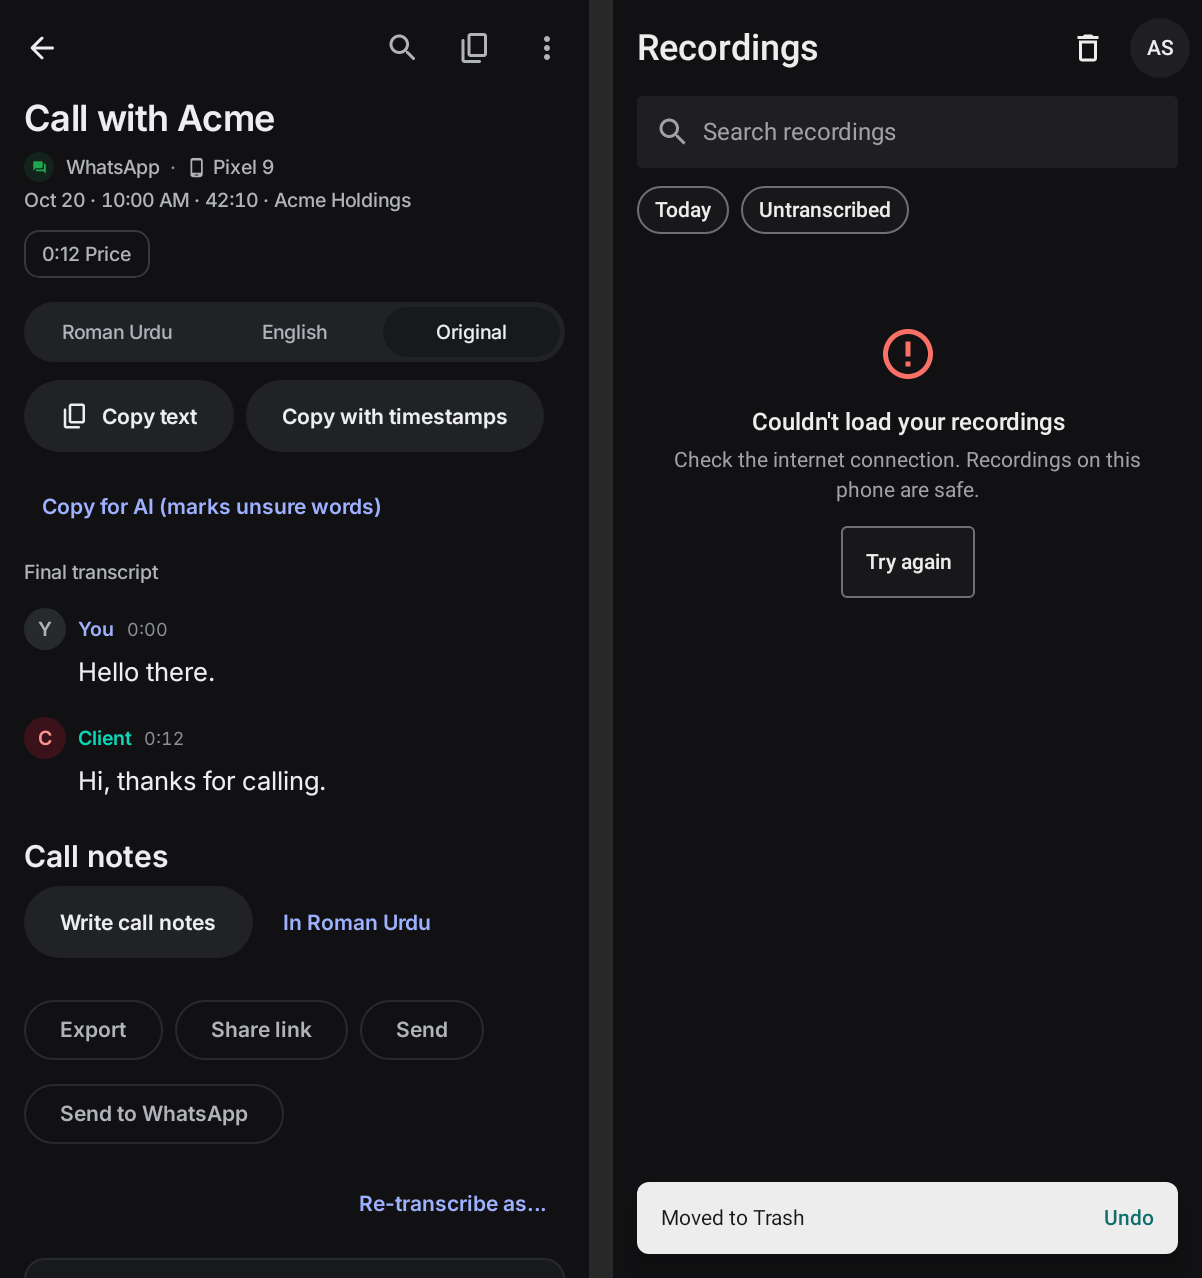 Call with Acme
WhatsApp · Pixel 9
Oct 20 · 10:00 AM · 42:10 · Acme Holdings
0:12 Price
Roman Urdu English Original
Copy text Copy with timestamps
Copy for AI (marks unsure words)
Final transcript
Y You 0:00
Hello there.
C Client 0:12
Hi, thanks for calling.
Call notes
Write call notes In Roman Urdu
Export Share link Send
Send to WhatsApp
Re-transcribe as...
Recordings AS
Search recordings
Today Untranscribed
Couldn't load your recordings
Check the internet connection. Recordings on this
phone are safe.
Try again
Moved to Trash Undo